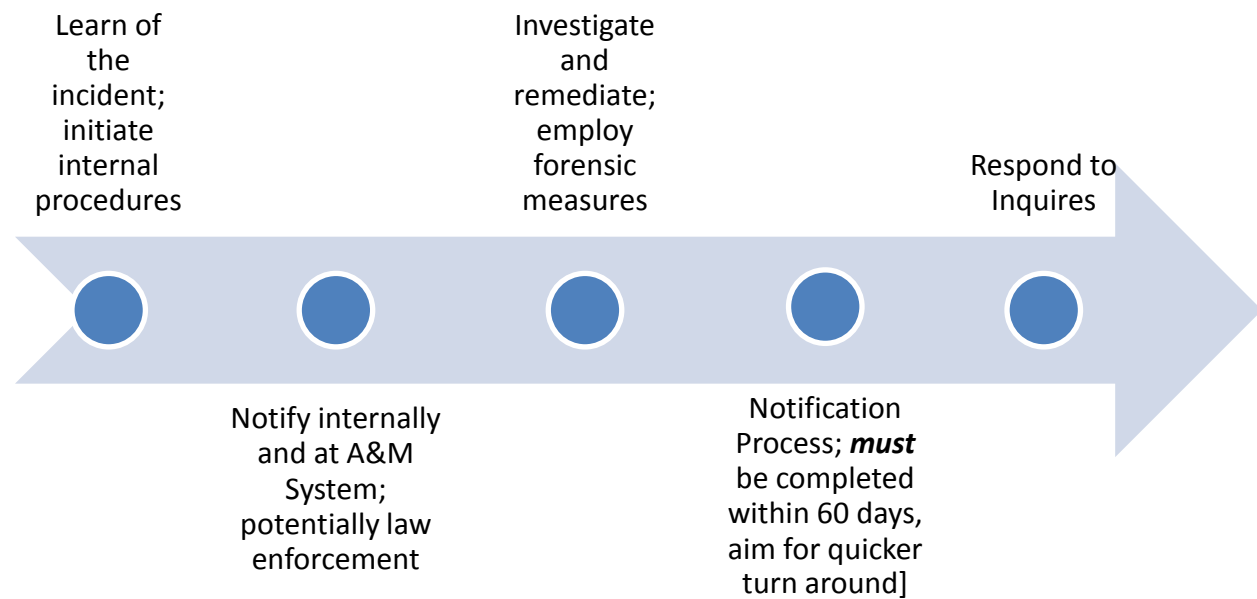 Learn of
the
incident;
initiate
internal
procedures
Notify internally
and at A&M
System;
potentially law
enforcement
Investigate
and
remediate;
employ
forensic
measures
Notification
Process; must
be completed
within 60 days,
aim for quicker
turn around]
Respond to
Inquires